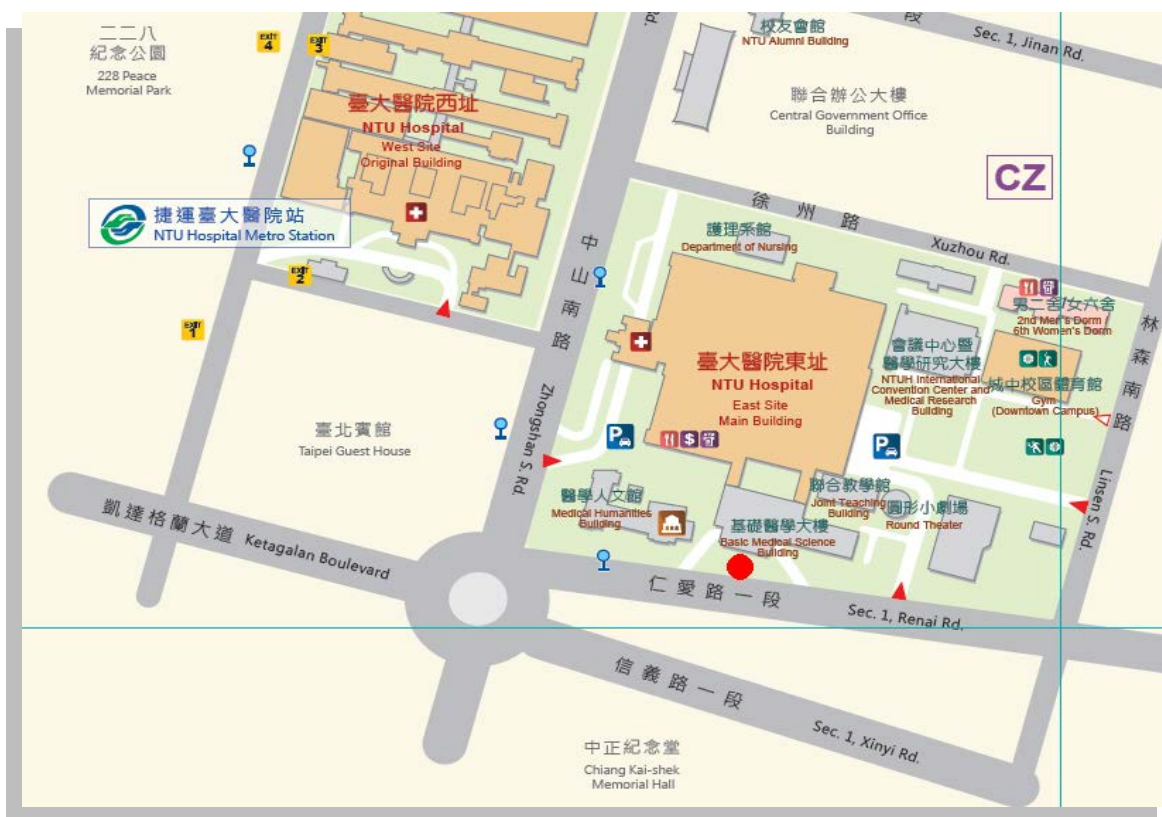 二二八
紀念公園
228 Peace
Memorial Park
EXIT
4
EXIT
3
臺大醫院西址
NTU Hospital
West Site
Original Building
Rd.
校友會館
NTU Alumni Building
段
Sec. 1, Jinan Rd.
聯合辦公大樓
Central Government Office
Building
CZ
捷運臺大醫院站
NTU Hospital Metro Station
EXIT
2
EXIT
1
徐州路
Xuzhou Rd.
護理系館
Department of Nursing
中山南路
Zhongshan S. Rd.
男二舍/女六舍
2nd Men's Dorm
6th Women's Dorm
林森南路
Linsen S. Rd.
會議中心暨
醫學研究大樓
NTUH International
Convention Center and
Medical Research
Building
城中校區體育館
Gym
(Downtown Campus)
臺大醫院東址
NTU Hospital
East Site
Main Building
臺北賓館
Taipei Guest House
P
$
P
醫學人文館
Medical Humanities
Building
聯合教學館
Joint Teaching
Building
圓形小劇場
Round Theater
基礎醫學大樓
Basic Medical Science
Building
凱達格蘭大道 Ketagalan Boulevard
仁愛路一段
Sec. 1, Renai Rd.
信義路一段
Sec. 1, Xinyi Rd.
中正紀念堂
Chiang Kai-shek
Memorial Hall